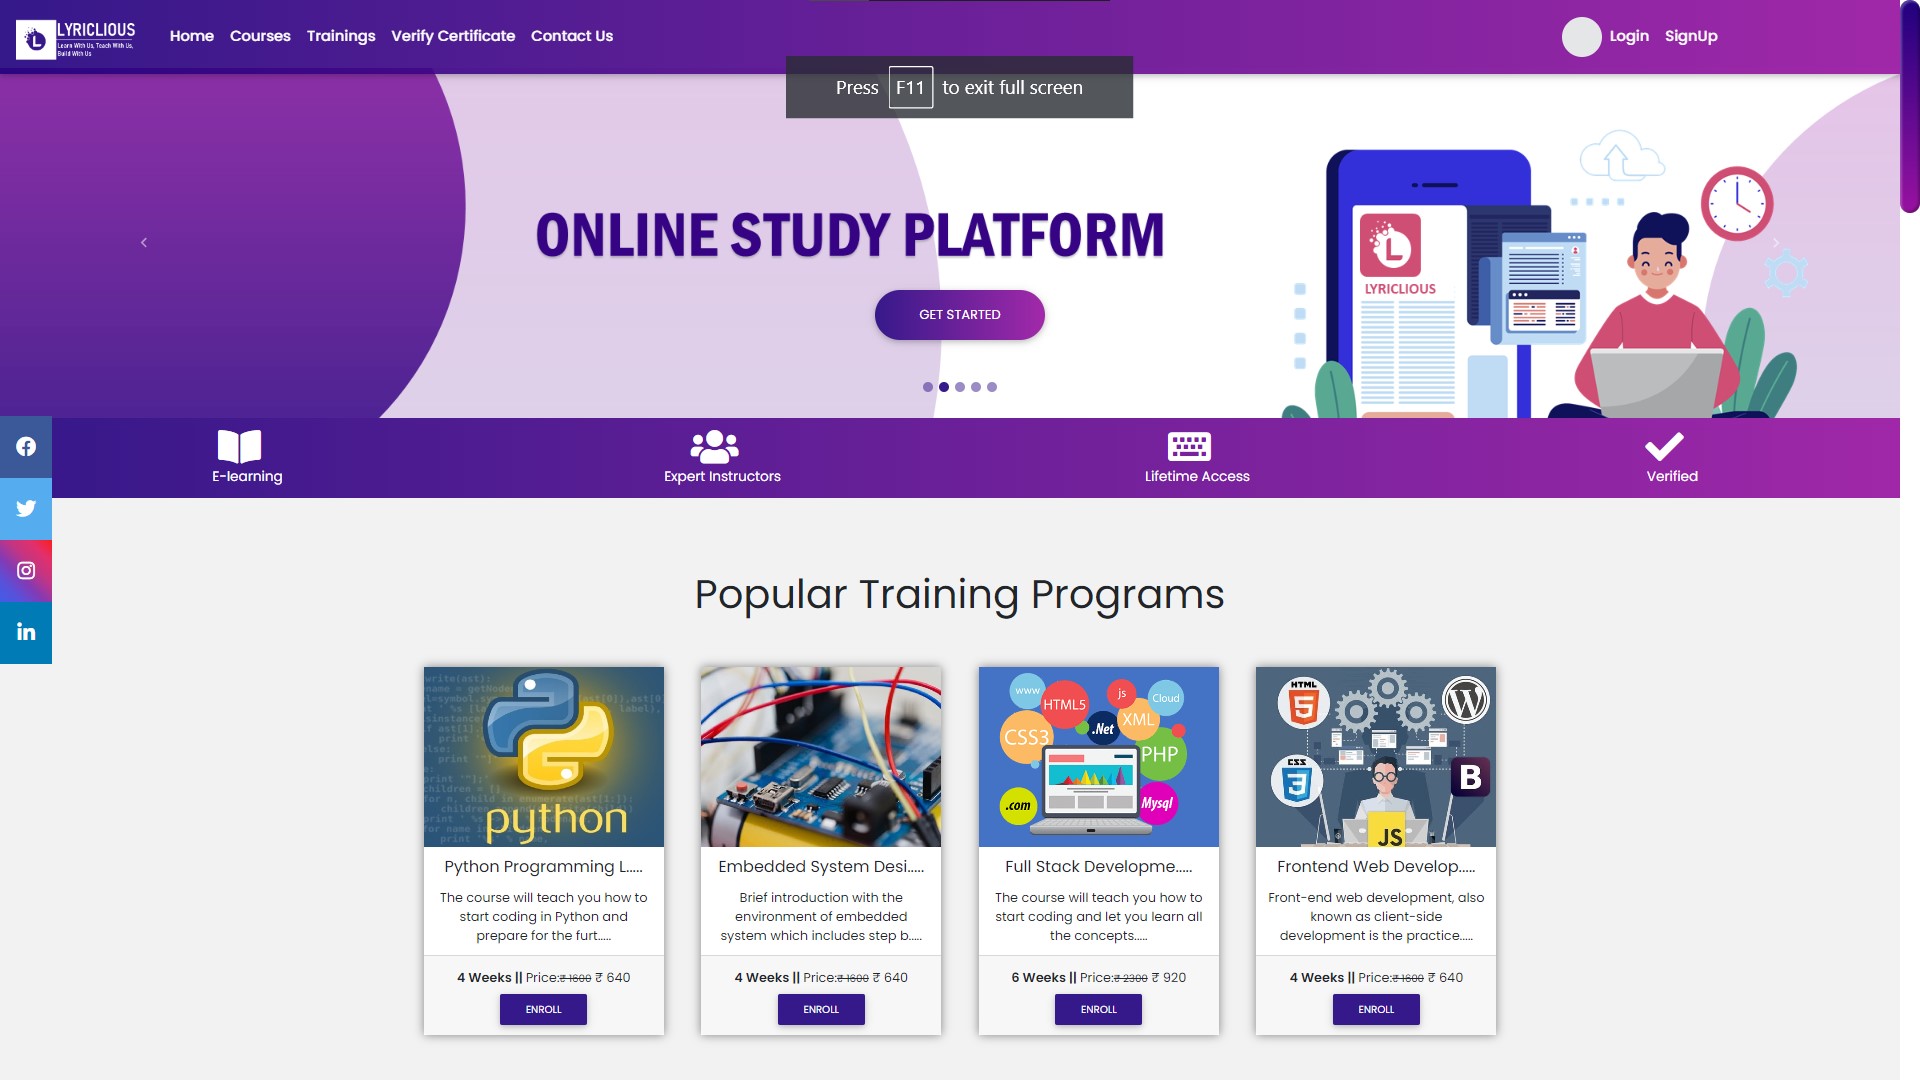 LYRICLIOUS
Learn With Us, Teach With Us,
Build With Us
Home Courses Trainings Verify Certificate Contact Us
Login SignUp
Press F11 to exit full screen
ONLINE STUDY PLATFORM
GET STARTED
L
LYRICLIOUS
E-learning
Expert Instructors
Lifetime Access
Verified
Popular Training Programs
python
www
HTML5
js
Cloud
CSS3
.Net
XML
PHP
.com
Mysql
HTML
5
CSS
3
W
B
JS
Python Programming L.....
The course will teach you how to
start coding in Python and
prepare for the furt.....
4 Weeks || Price:₹ 1600 ₹ 640
ENROLL
Embedded System Desi.....
Brief introduction with the
environment of embedded
system which includes step b.....
4 Weeks || Price:₹ 1600 ₹ 640
ENROLL
Full Stack Developme.....
The course will teach you how to
start coding and let you learn all
the concepts.....
6 Weeks || Price:₹ 2300 ₹ 920
ENROLL
Frontend Web Develop.....
Front-end web development, also
known as client-side
development is the practice.....
4 Weeks || Price:₹ 1600 ₹ 640
ENROLL